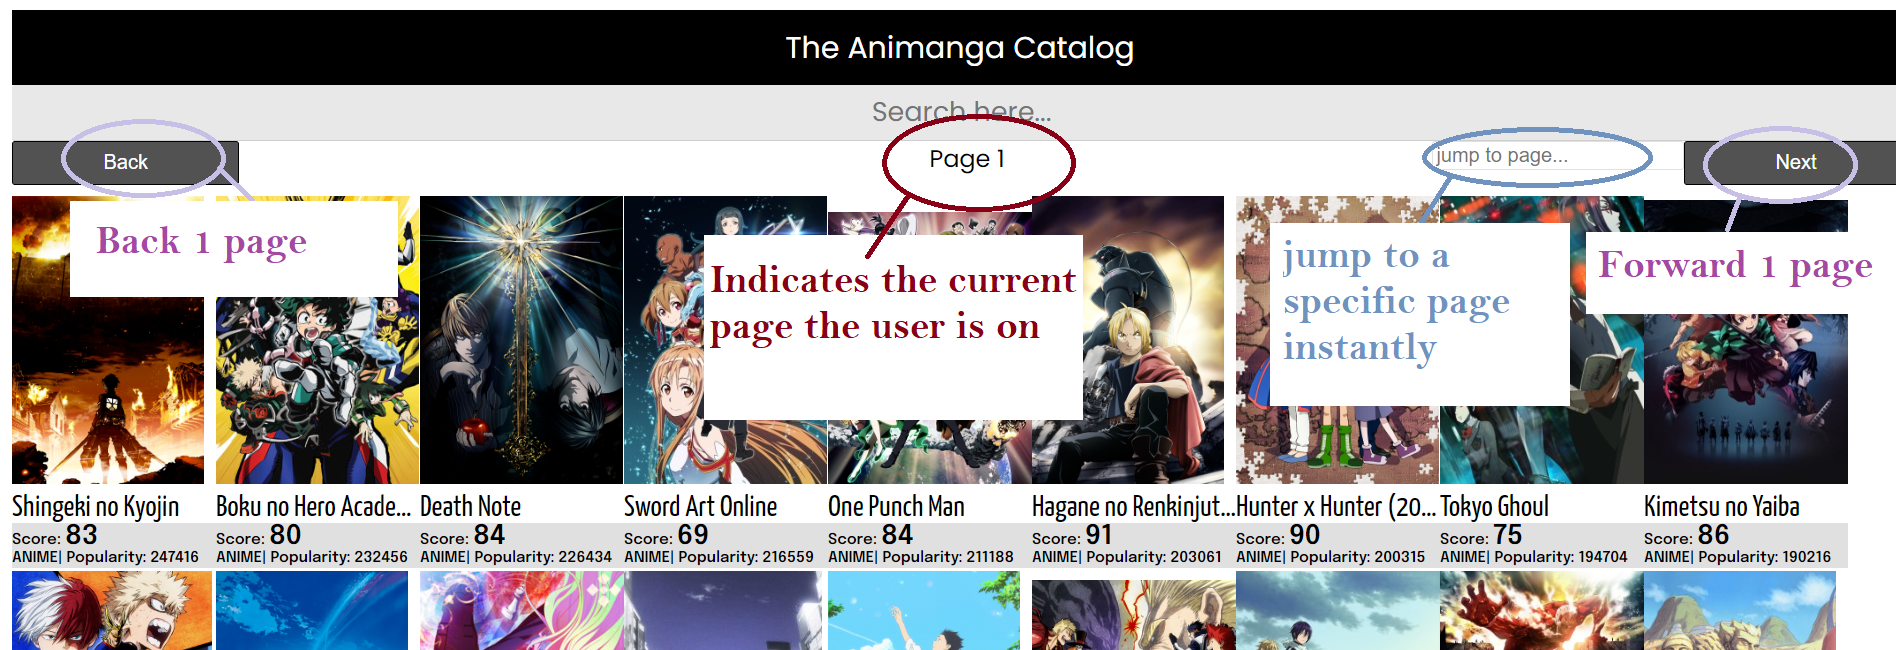 The Animanga Catalog
Search here...
Back
Page 1
jump to page...
Next
Back 1 page
Indicates the current
page the user is on
jump to a
specific page
instantly
Forward 1 page
Shingeki no Kyojin
Score: 83
ANIME| Popularity: 247416
Boku no Hero Acade...
Score: 80
ANIME| Popularity: 232456
Death Note
Score: 84
ANIME| Popularity: 226434
Sword Art Online
Score: 69
ANIME| Popularity: 216559
One Punch Man
Score: 84
ANIME| Popularity: 211188
Hagane no Renkinjut...
Score: 91
ANIME| Popularity: 203061
Hunter x Hunter (20...
Score: 90
ANIME| Popularity: 200315
Tokyo Ghoul
Score: 75
ANIME| Popularity: 194704
Kimetsu no Yaiba
Score: 86
ANIME| Popularity: 190216